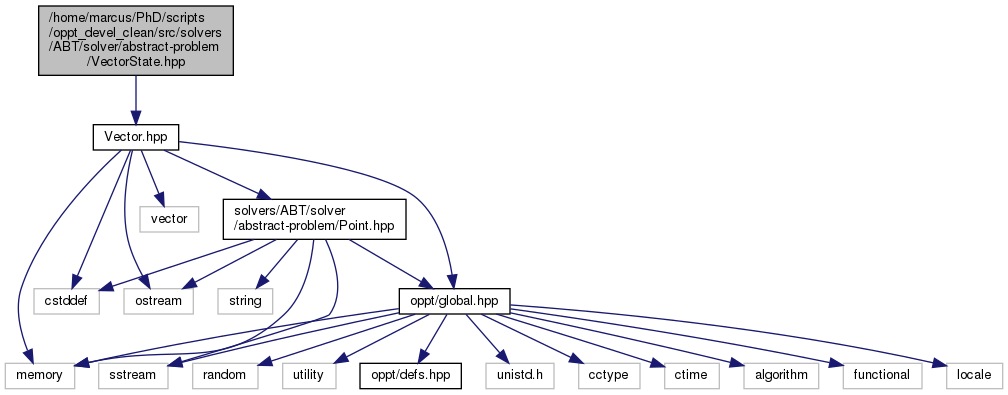 /home/marcus/PhD/scripts
/oppt_devel_clean/src/solvers
/ABT/solver/abstract-problem
/VectorState.hpp
Vector.hpp
vector
solvers/ABT/solver
/abstract-problem/Point.hpp
cstddef
ostream
string
oppt/global.hpp
memory
sstream
random
utility
oppt/defs.hpp
unistd.h
cctype
ctime
algorithm
functional
locale